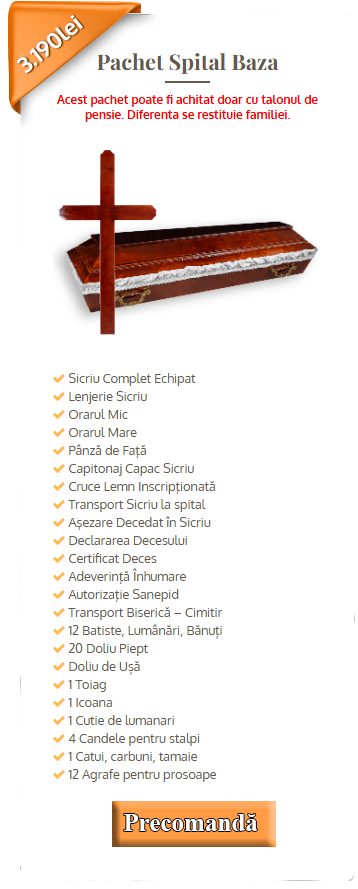 3.190lei
Pachet Spital Baza
Acest pachet poate fi achitat doar cu talonul de
pensie. Diferenta se restituie familiei.
Sicriu Complet Echipat
Lenjerie Sicriu
Orarul Mic
Orarul Mare
Pânză de Față
Capitonaj Capac Sicriu
Cruce Lemn Inscripționată
Transport Sicriu la spital
Așezare Decedat în Sicriu
Declararea Decesului
Certificat Deces
Adeverință Înhumare
Autorizație Sanepid
Transport Biserică – Cimitir
12 Batiste, Lumânări, Bănuți
20 Doliu Piept
Doliu de Ușă
1 Toiag
1 Icoana
1 Cutie de lumanari
4 Candele pentru stalpi
1 Catui, carbuni, tamaie
12 Agrafe pentru prosoape
Precomandă